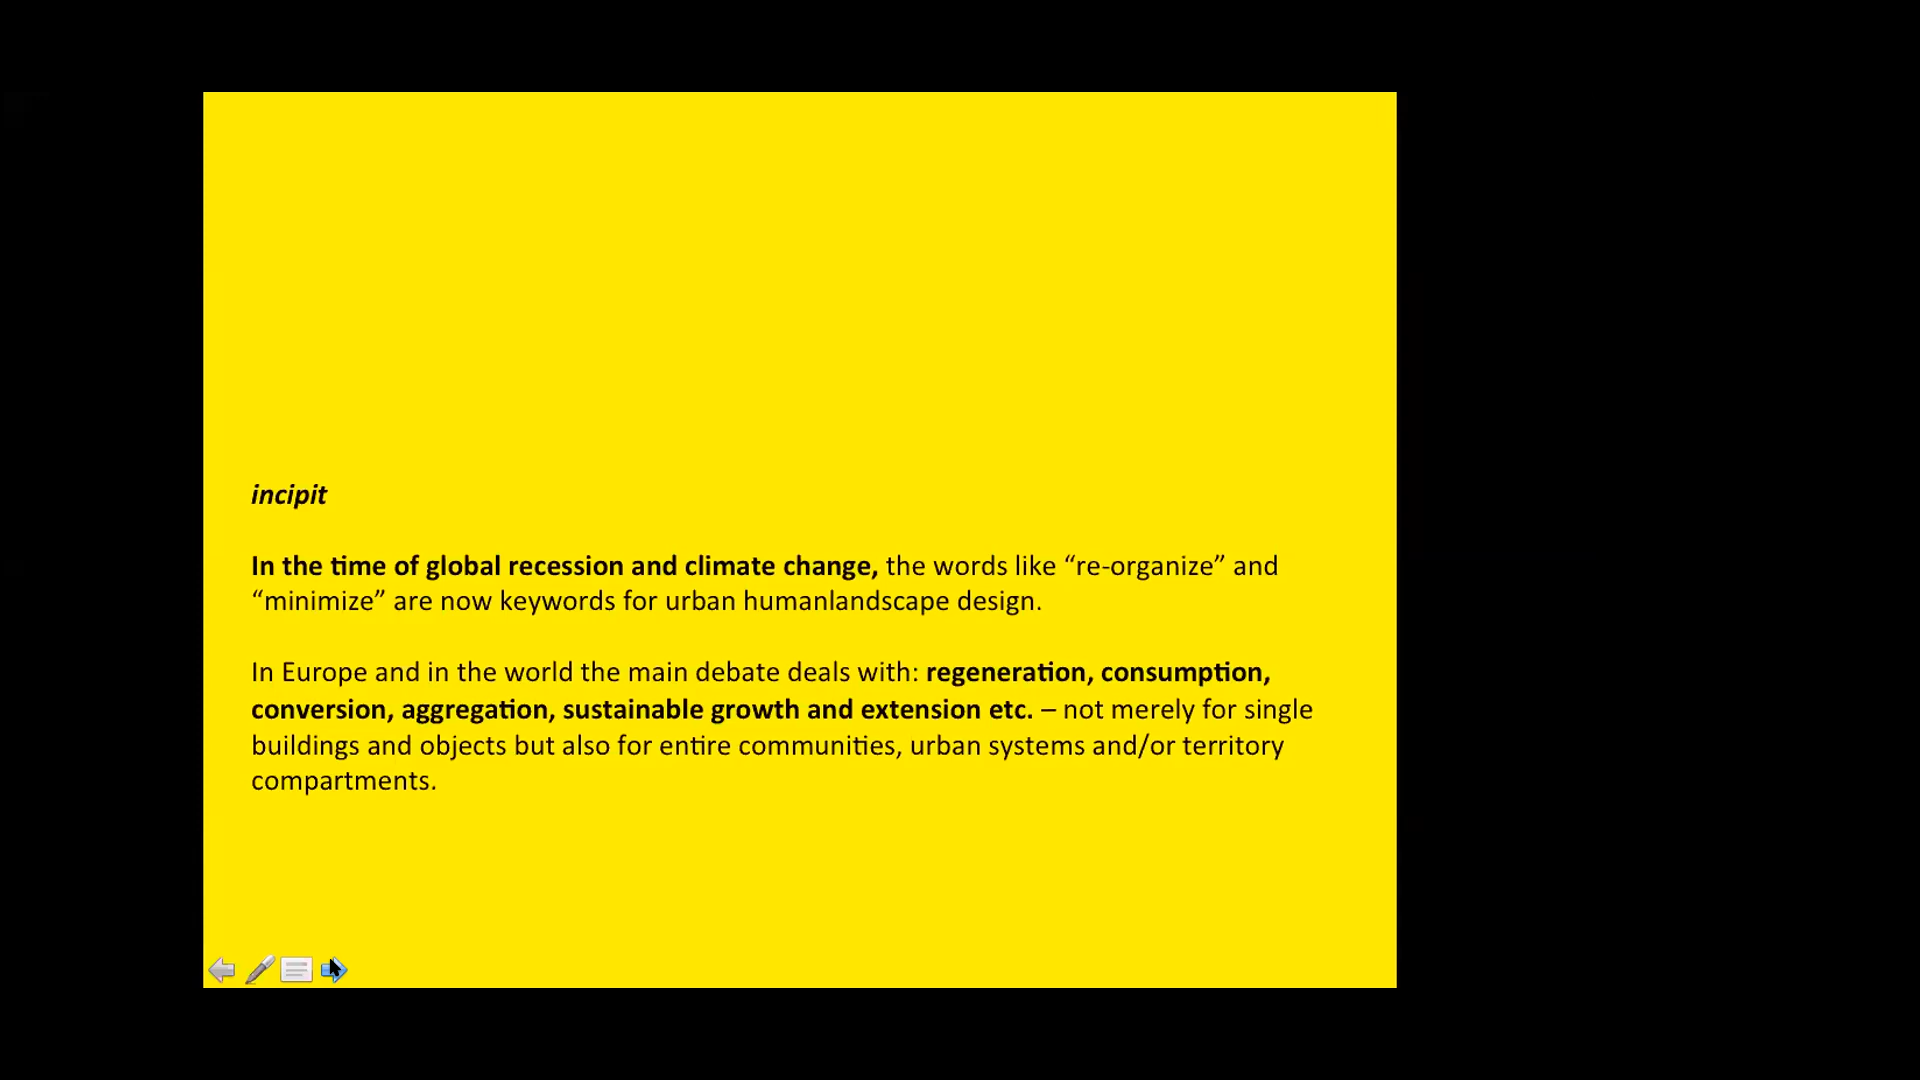 incipit
In the time of global recession and climate change, the words like “re-organize” and
“minimize” are now keywords for urban humanlandscape design.
In Europe and in the world the main debate deals with: regeneration, consumption,
conversion, aggregation, sustainable growth and extension etc. – not merely for single
buildings and objects but also for entire communities, urban systems and/or territory
compartments.